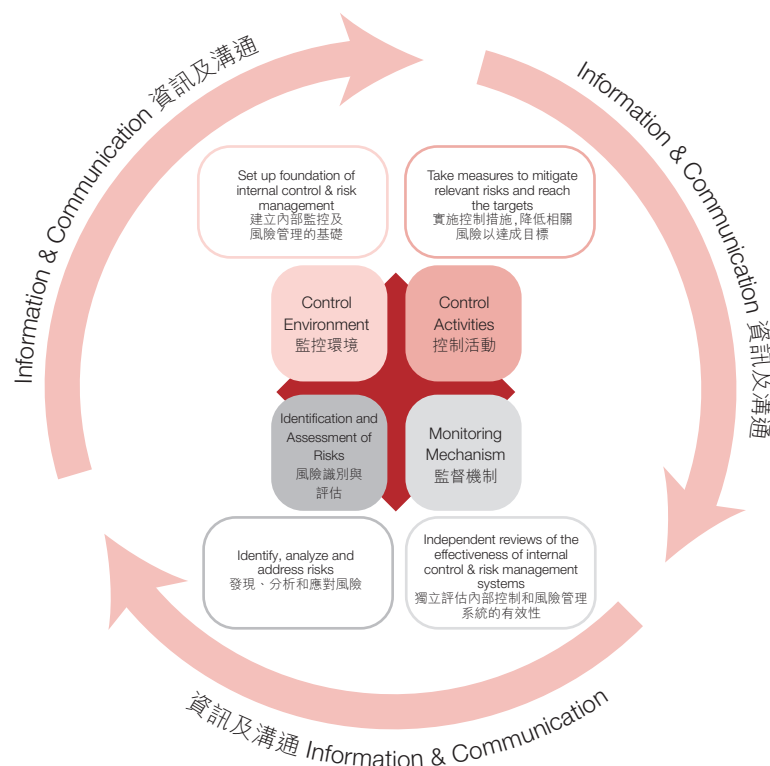 Information & Communication 資訊及溝通
Information & Communication 資訊及溝通
Set up foundation of
internal control & risk
management
建立內部監控及
風險管理的基礎
Take measures to mitigate
relevant risks and reach
the targets
實施控制措施,降低相關
風險以達成目標
Control
Environment
監控環境
Control
Activities
控制活動
Identification and
Assessment of
Risks
風險識別與
評估
Monitoring
Mechanism
監督機制
Identify, analyze and
address risks
發現、分析和應對風險
Independent reviews of the
effectiveness of internal
control & risk management
systems
獨立評估內部控制和風險管理
系統的有效性
資訊及溝通 Information & Communication